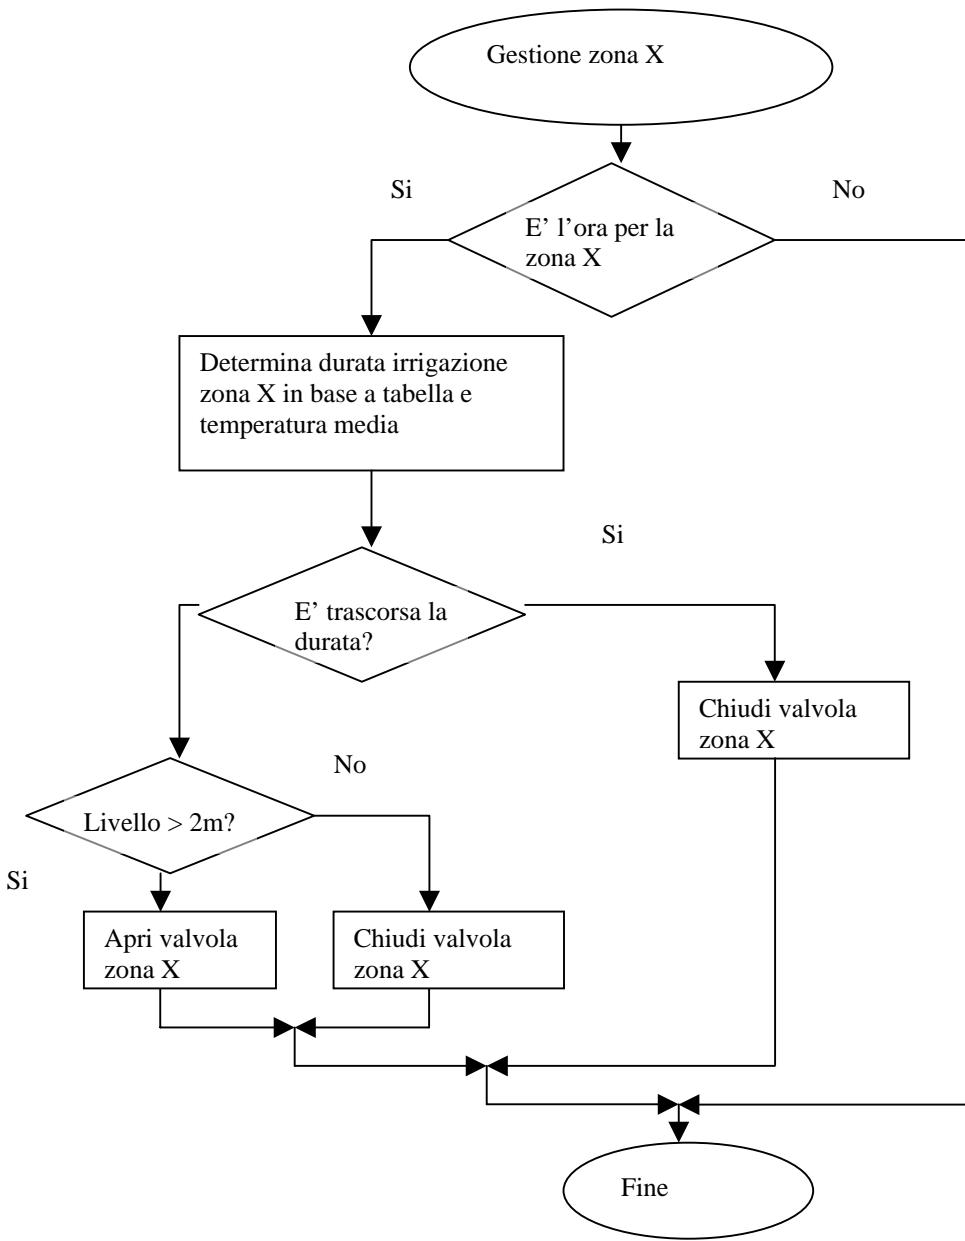 Gestione zona X
Si
No
E’ l’ora per la
zona X
Determina durata irrigazione
zona X in base a tabella e
temperatura media
Si
E’ trascorsa la
durata?
Chiudi valvola
zona X
No
Livello > 2m?
Si
Apri valvola
zona X
Chiudi valvola
zona X
Fine